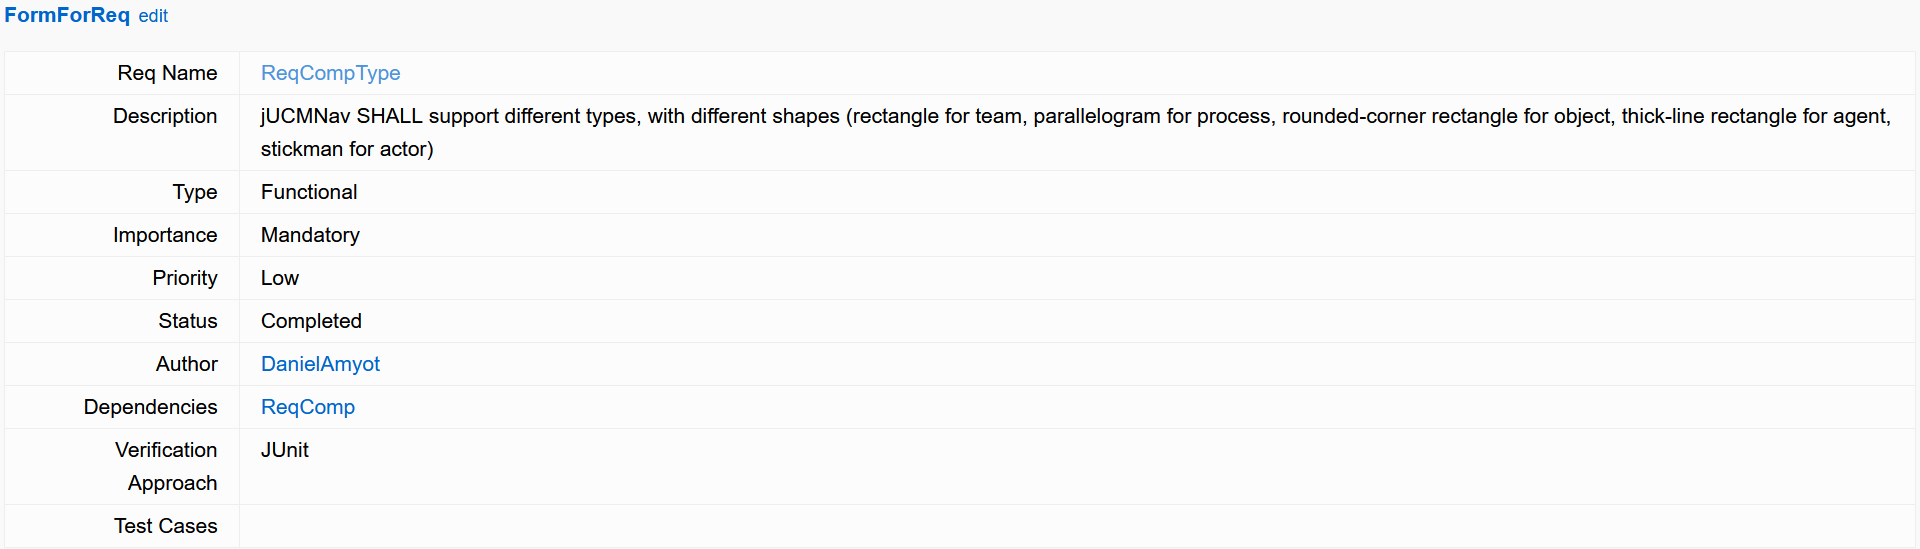 FormForReq edit
Req Name ReqCompType
Description jUCMNav SHALL support different types, with different shapes (rectangle for team, parallelogram for process, rounded-corner rectangle for object, thick-line rectangle for agent,
stickman for actor)
Type Functional
Importance Mandatory
Priority Low
Status Completed
Author DanielAmyot
Dependencies ReqComp
Verification JUnit
Approach
Test Cases